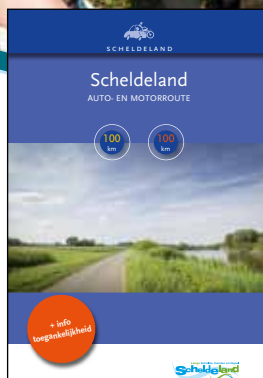 SCHELDELAND
Scheldeland
AUTO- EN MOTORROUTE
100
km
100
km
+ info
toegankelijkheid
Scheldeland